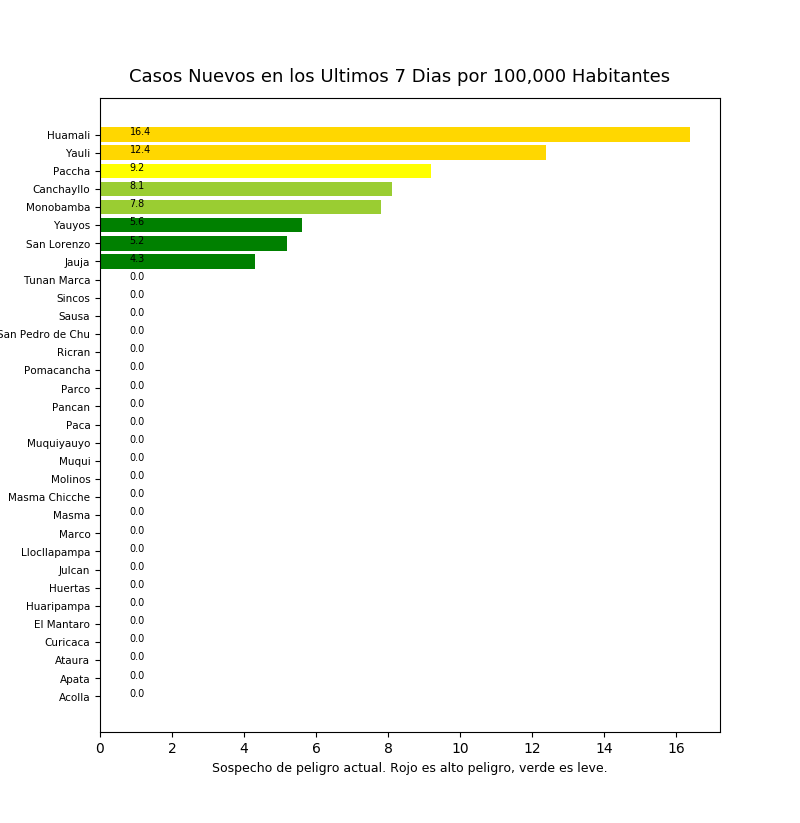 Casos Nuevos en los Ultimos 7 Dias por 100,000 Habitantes
Huamali 16.4
Yauli 12.4
Paccha 9.2
Canchayllo 8.1
Monobamba 7.8
Yauyos 5.6
San Lorenzo 5.2
Jauja 4.3
Tunan Marca 0.0
Sincos 0.0
Sausa 0.0
San Pedro de Chu 0.0
Ricran 0.0
Pomacancha 0.0
Parco 0.0
Pancan 0.0
Paca 0.0
Muquiyauyo 0.0
Muqui 0.0
Molinos 0.0
Masma Chicche 0.0
Masma 0.0
Marco 0.0
Llocllapampa 0.0
Julcan 0.0
Huertas 0.0
Huaripampa 0.0
El Mantaro 0.0
Curicaca 0.0
Ataura 0.0
Apata 0.0
Acolla 0.0
0 2 4 6 8 10 12 14 16
Sospecho de peligro actual. Rojo es alto peligro, verde es leve.